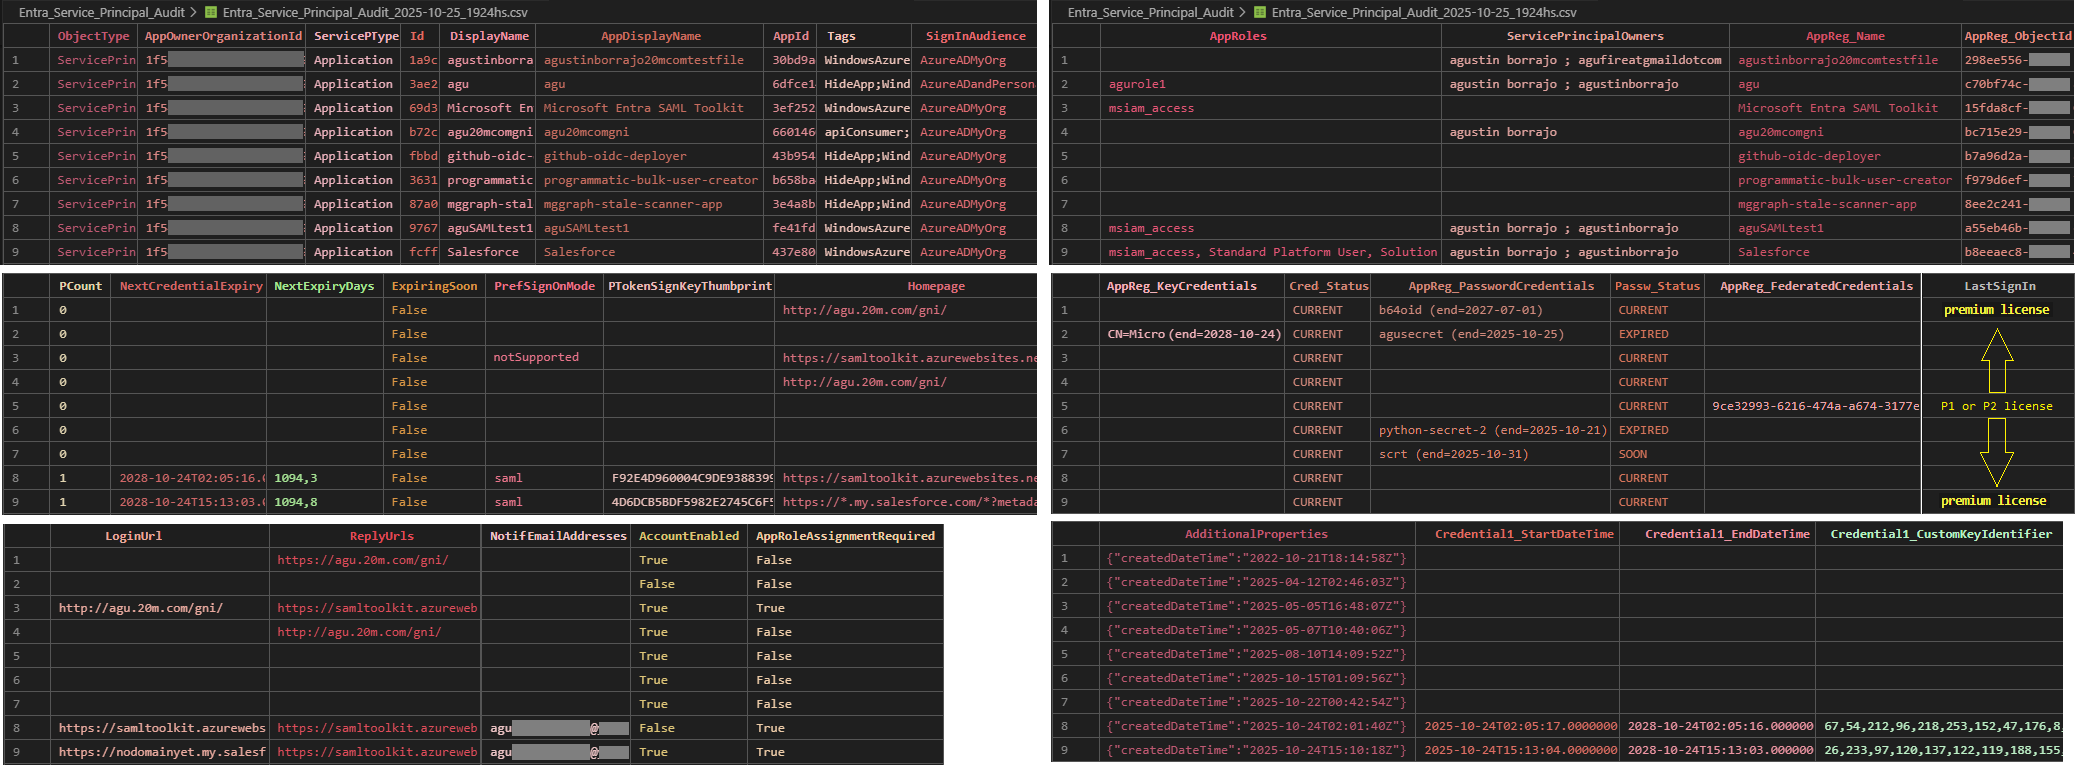 Entra_Service_Principal_Audit > Entra_Service_Principal_Audit_2025-10-25_1924hs.csv
ObjectType AppOwnerOrganizationId ServicePType Id DisplayName AppDisplayName AppId Tags SignInAudience
1 ServicePrin 1f5 Application 1a9c agustinborra agustinborrajo20mcomtestfile 30bd9a WindowsAzure AzureADMyOrg
2 ServicePrin 1f5 Application 3ae2 agu agu 6dfce1 HideApp;Wind AzureADandPerson
3 ServicePrin 1f5 Application 69d3 Microsoft En Microsoft Entra SAML Toolkit 3ef252 WindowsAzure AzureADMyOrg
4 ServicePrin 1f5 Application b72c agu20mcomgni agu20mcomgni 660146 apiConsumer; AzureADMyOrg
5 ServicePrin 1f5 Application fbbd github-oidc- github-oidc-deployer 43b954 HideApp;Wind AzureADMyOrg
6 ServicePrin 1f5 Application 3631 programmatic programmatic-bulk-user-creator b658ba HideApp;Wind AzureADMyOrg
7 ServicePrin 1f5 Application 87a0 mggraph-stal mggraph-stale-scanner-app 3e4a8b HideApp;Wind AzureADMyOrg
8 ServicePrin 1f5 Application 9767 aguSAMLtest1 aguSAMLtest1 fe41fd WindowsAzure AzureADMyOrg
9 ServicePrin 1f5 Application fcff Salesforce Salesforce 437e80 WindowsAzure AzureADMyOrg
Entra_Service_Principal_Audit > Entra_Service_Principal_Audit_2025-10-25_1924hs.csv
AppRoles ServicePrincipalOwners AppReg_Name AppReg_ObjectId
1 agustin borrajo ; agufireatgmaildotcom agustinborrajo20mcomtestfile 298ee556-
2 agurole1 agustin borrajo ; agustinborrajo agu c70bf74c-
3 msiam_access Microsoft Entra SAML Toolkit 15fda8cf-
4 agustin borrajo agu20mcomgni bc715e29-
5 github-oidc-deployer b7a96d2a-
6 programmatic-bulk-user-creator f979d6ef-
7 mggraph-stale-scanner-app 8ee2c241-
8 msiam_access agustin borrajo ; agustinborrajo aguSAMLtest1 a55eb46b-
9 msiam_access, Standard Platform User, Solution agustin borrajo ; agustinborrajo Salesforce b8eeaec8-
PCount NextCredentialExpiry NextExpiryDays ExpiringSoon PrefSignOnMode PTokenSignKeyThumbprint Homepage
1 0 False http://agu.20m.com/gni/
2 0 False
3 0 False notSupported https://samltoolkit.azurewebsites.ne
4 0 False http://agu.20m.com/gni/
5 0 False
6 0 False
7 0 False
8 1 2028-10-24T02:05:16.0 1094,3 False saml F92E4D960004C9DE9388399 https://samltoolkit.azurewebsites.ne
9 1 2028-10-24T15:13:03.0 1094,8 False saml 4D6DCB5BDF5982E2745C6F5 https://*.my.salesforce.com/*?metada
AppReg_KeyCredentials Cred_Status AppReg_PasswordCredentials Passw_Status AppReg_FederatedCredentials LastSignIn
1 CURRENT b64oid (end=2027-07-01) CURRENT premium license
2 CN=Micro (end=2028-10-24) CURRENT agusecret (end=2025-10-25) EXPIRED
3 CURRENT CURRENT
4 CURRENT CURRENT
5 CURRENT CURRENT 9ce32993-6216-474a-a674-3177e P1 or P2 license
6 CURRENT python-secret-2 (end=2025-10-21) EXPIRED
7 CURRENT scrt (end=2025-10-31) SOON
8 CURRENT CURRENT
9 CURRENT CURRENT premium license
LoginUrl ReplyUrls NotifEmailAddresses AccountEnabled AppRoleAssignmentRequired
1 https://agu.20m.com/gni/ True False
2 False False
3 http://agu.20m.com/gni/ https://samltoolkit.azureweb True True
4 http://agu.20m.com/gni/ True False
5 True False
6 True False
7 True False
8 https://samltoolkit.azurewebs https://samltoolkit.azureweb agu @ False True
9 https://nodomainyet.my.salesf https://samltoolkit.azureweb agu @ True True
AdditionalProperties Credential1_StartDateTime Credential1_EndDateTime Credential1_CustomKeyIdentifier
1 {"createdDateTime":"2022-10-21T18:14:58Z"}
2 {"createdDateTime":"2025-04-12T02:46:03Z"}
3 {"createdDateTime":"2025-05-05T16:48:07Z"}
4 {"createdDateTime":"2025-05-07T10:40:06Z"}
5 {"createdDateTime":"2025-08-10T14:09:52Z"}
6 {"createdDateTime":"2025-10-15T01:09:56Z"}
7 {"createdDateTime":"2025-10-22T00:42:54Z"}
8 {"createdDateTime":"2025-10-24T02:01:40Z"} 2025-10-24T02:05:17.0000000 2028-10-24T02:05:16.000000 67,54,212,96,218,253,152,47,176,8
9 {"createdDateTime":"2025-10-24T15:10:18Z"} 2025-10-24T15:13:04.0000000 2028-10-24T15:13:03.000000 26,233,97,120,137,122,119,188,155,